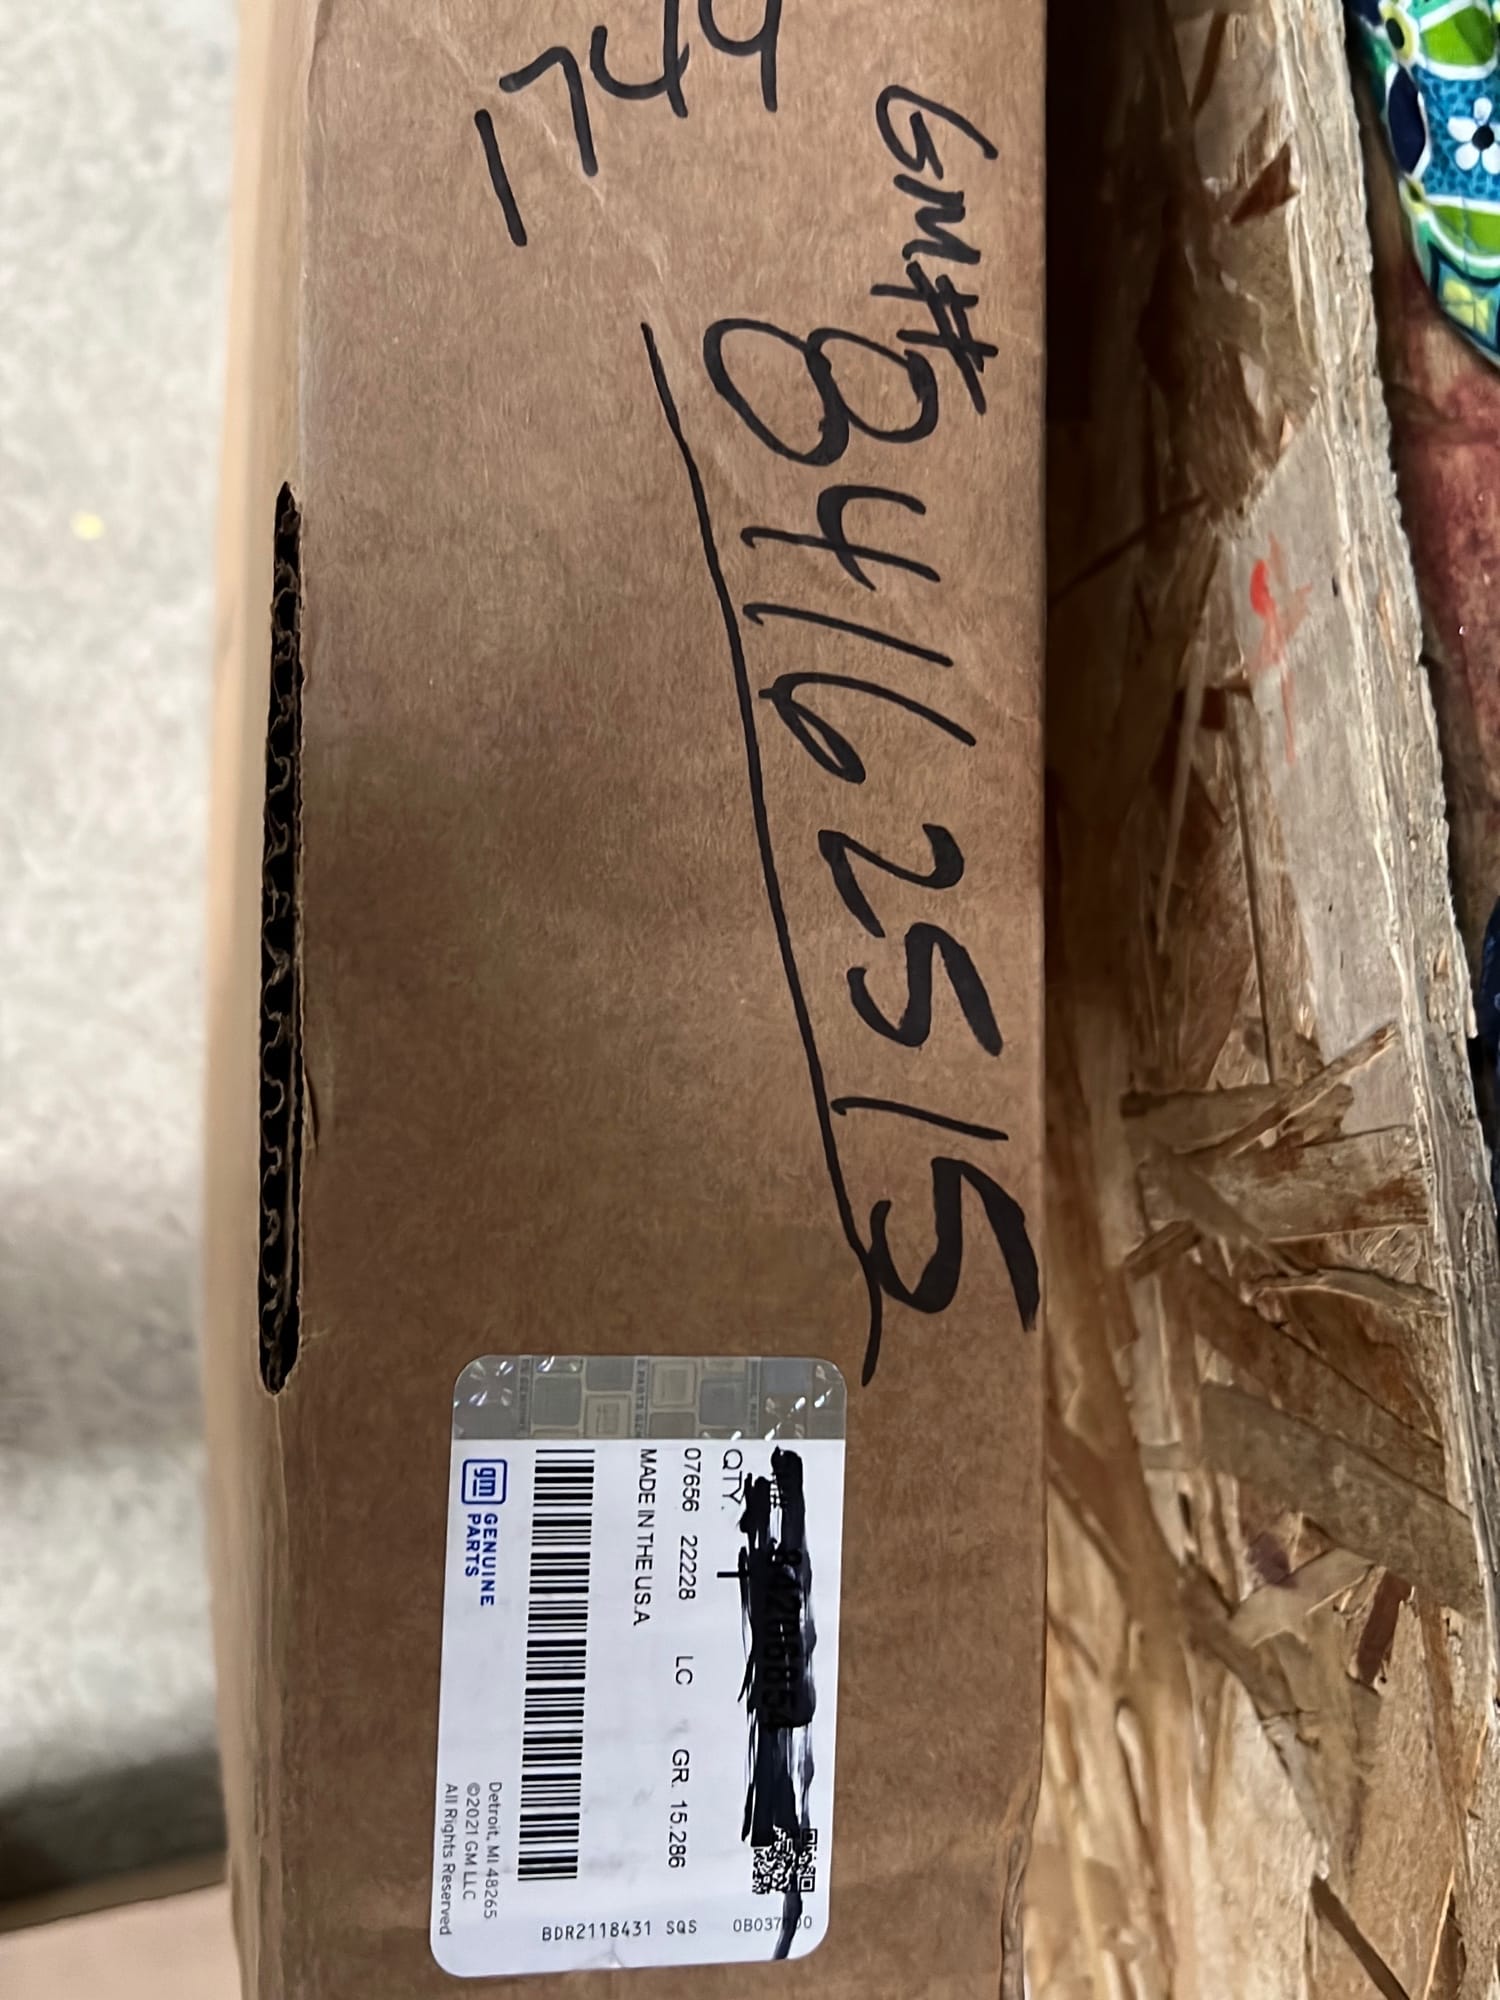 GM# 84162515
QTY. 1
07656 22228 LC GR. 15.286
MADE IN THE U.S.A
gm GENUINE PARTS
Detroit, MI 48265
©2021 GM LLC
All Rights Reserved
BDR2118431 SQS